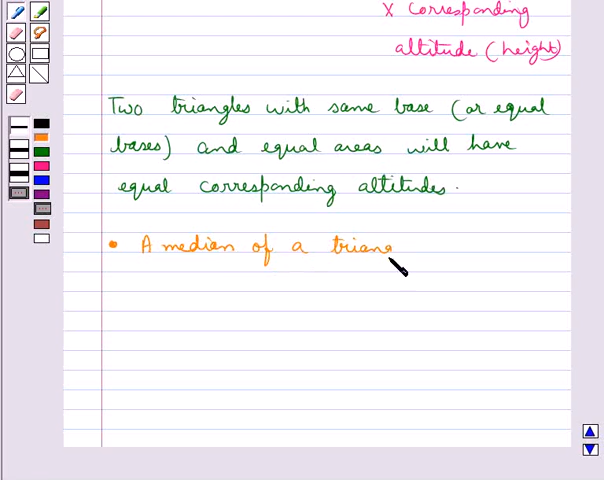 × corresponding
altitude (height)
Two triangles with same base (or equal
bases) and equal areas will have
equal corresponding altitudes.
• A median of a triang